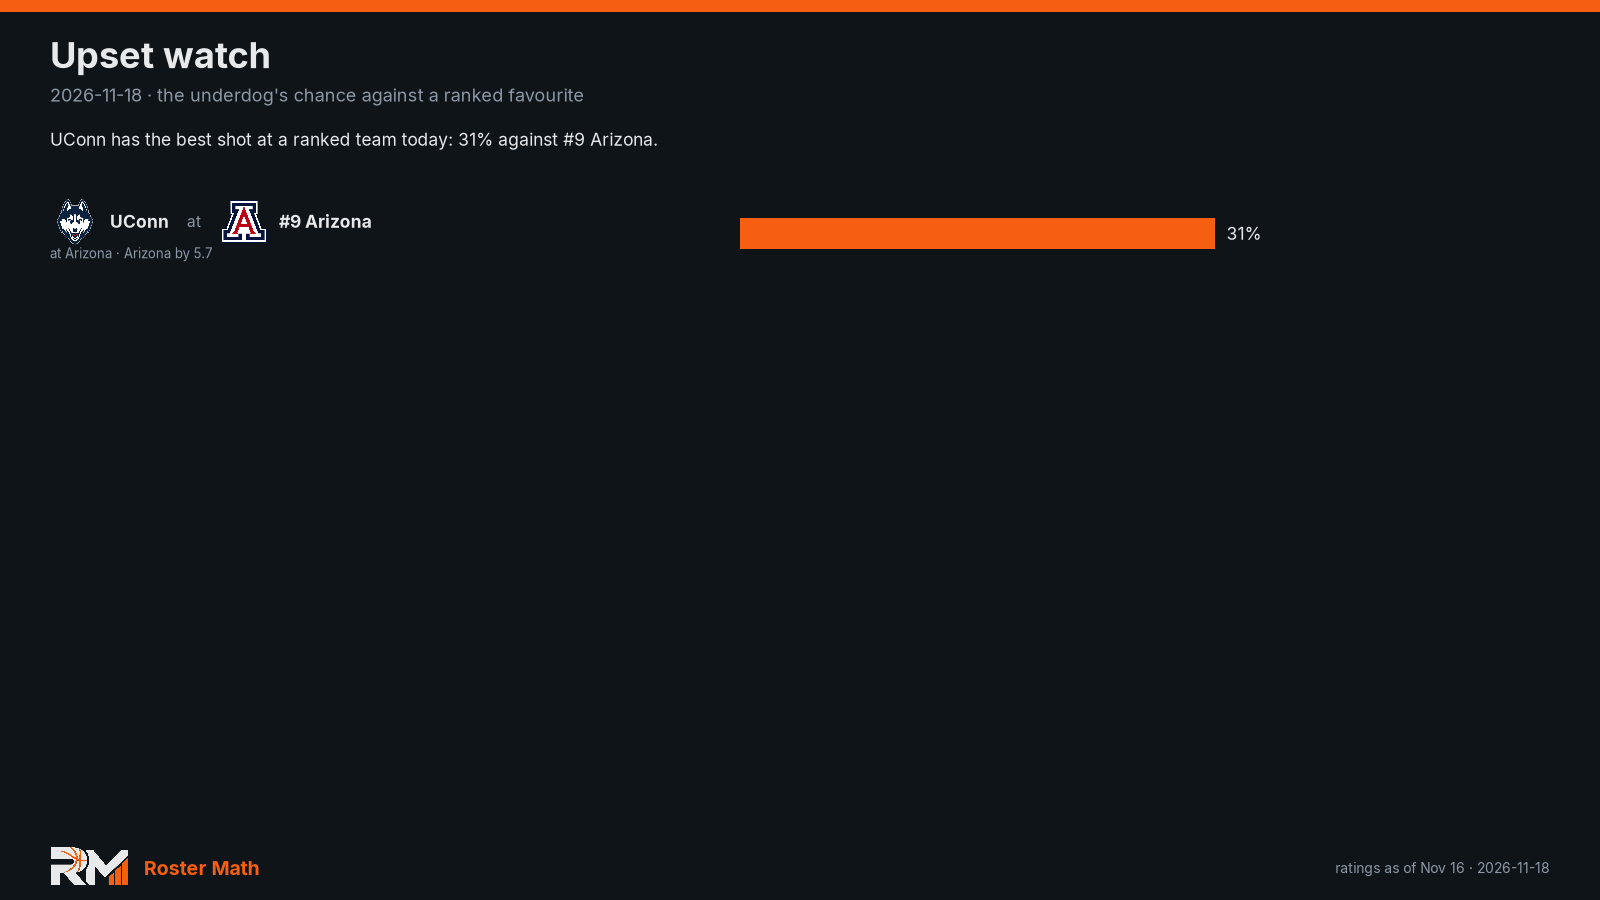 Upset watch
2026-11-18 · the underdog's chance against a ranked favourite
UConn has the best shot at a ranked team today: 31% against #9 Arizona.
UConn at A #9 Arizona
31%
at Arizona · Arizona by 5.7
RM Roster Math
ratings as of Nov 16 · 2026-11-18